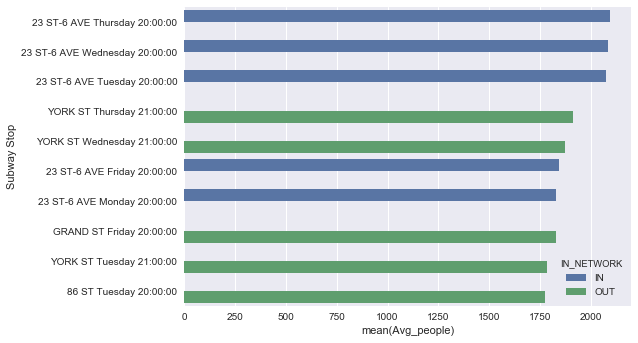 Subway Stop
23 ST-6 AVE Thursday 20:00:00
23 ST-6 AVE Wednesday 20:00:00
23 ST-6 AVE Tuesday 20:00:00
YORK ST Thursday 21:00:00
YORK ST Wednesday 21:00:00
23 ST-6 AVE Friday 20:00:00
23 ST-6 AVE Monday 20:00:00
GRAND ST Friday 20:00:00
YORK ST Tuesday 21:00:00
86 ST Tuesday 20:00:00
IN_NETWORK
IN
OUT
0 250 500 750 1000 1250 1500 1750 2000
mean(Avg_people)